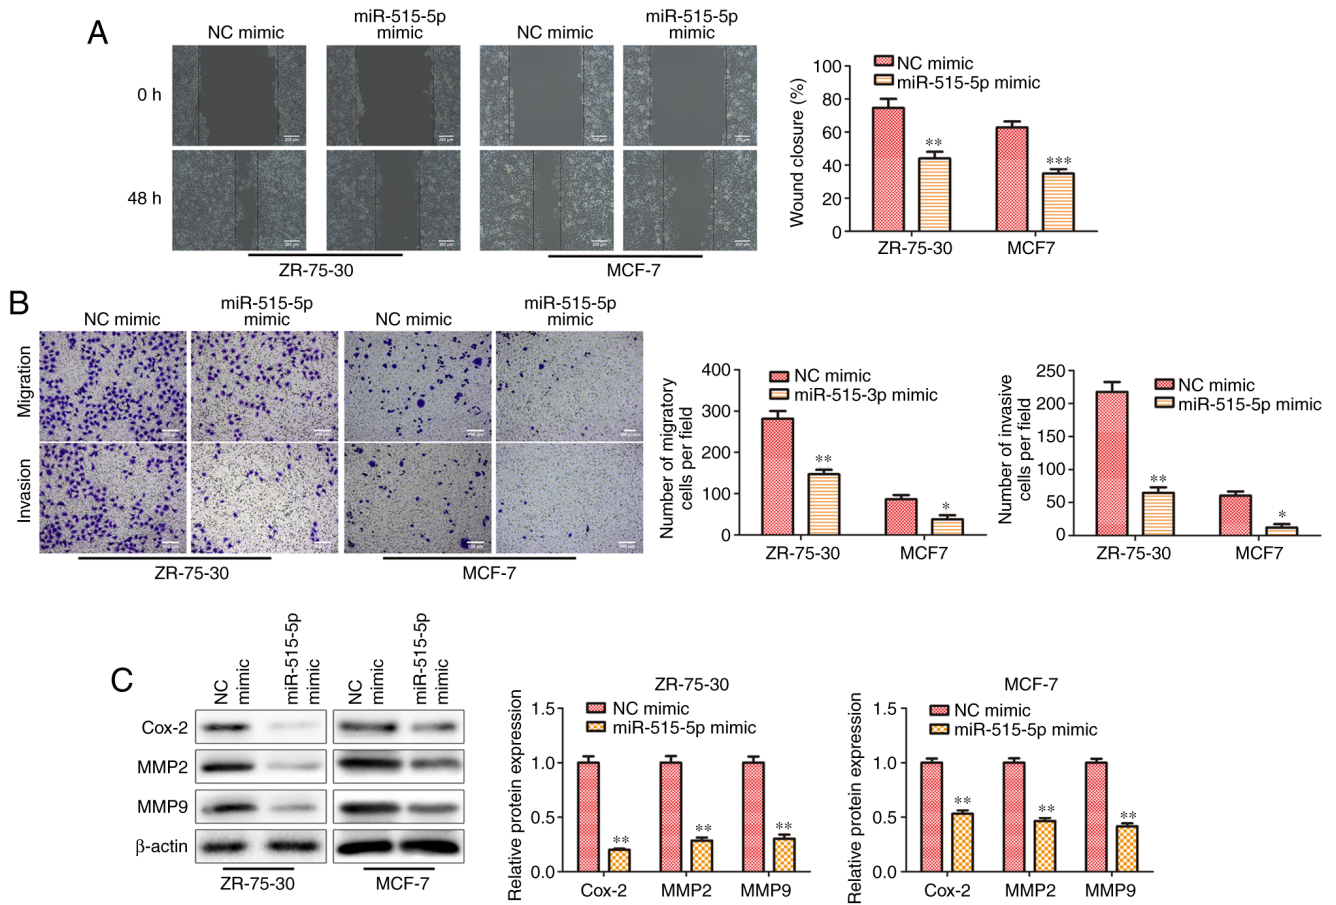 A
NC mimic
miR-515-5p
mimic
NC mimic
miR-515-5p
mimic
0 h
48 h
ZR-75-30
MCF-7
Wound closure (%)
100
80
60
40
20
0
NC mimic
miR-515-5p mimic
**
***
ZR-75-30
MCF7
B
NC mimic
miR-515-5p
mimic
NC mimic
miR-515-5p
mimic
Migration
Invasion
ZR-75-30
MCF-7
Number of migratory
cells per field
400
300
200
100
0
NC mimic
miR-515-3p mimic
**
*
ZR-75-30
MCF7
Number of invasive
cells per field
250
200
150
100
50
0
NC mimic
miR-515-5p mimic
**
*
ZR-75-30
MCF7
C
NC
mimic
miR-515-5p
mimic
NC
mimic
miR-515-5p
mimic
Cox-2
MMP2
MMP9
β-actin
ZR-75-30
MCF-7
ZR-75-30
Relative protein expression
1.5
1.0
0.5
0.0
NC mimic
miR-515-5p mimic
**
**
**
Cox-2
MMP2
MMP9
MCF-7
Relative protein expression
1.5
1.0
0.5
0.0
NC mimic
miR-515-5p mimic
**
**
**
Cox-2
MMP2
MMP9